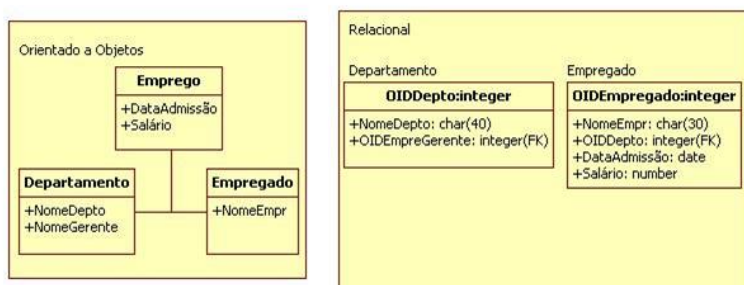 Orientado a Objetos
Emprego
+DataAdmissão
+Salário
Departamento
+NomeDepto
+NomeGerente
Empregado
+NomeEmpr
Relacional
Departamento
OIDDepto:integer
+NomeDepto: char(40)
+OIDEmpreGerente: integer(FK)
Empregado
OIDEmpregado:integer
+NomeEmpr: char(30)
+OIDDepto: integer(FK)
+DataAdmissão: date
+Salário: number